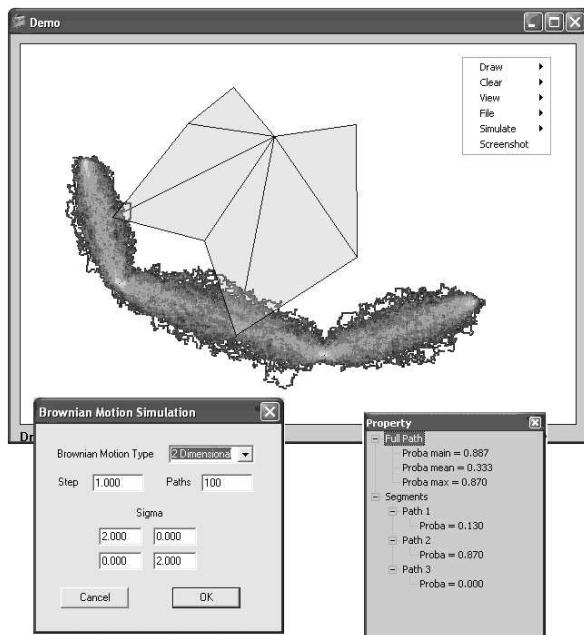 Demo
Draw
Clear
View
File
Simulate
Screenshot
Brownian Motion Simulation
Brownian Motion Type 2 Dimensional
Step 1.000 Paths 100
Sigma
2.000 0.000
0.000 2.000
Cancel OK
Property
Full Path
Proba main = 0.887
Proba mean = 0.333
Proba max = 0.870
Segments
Path 1
Proba = 0.130
Path 2
Proba = 0.870
Path 3
Proba = 0.000